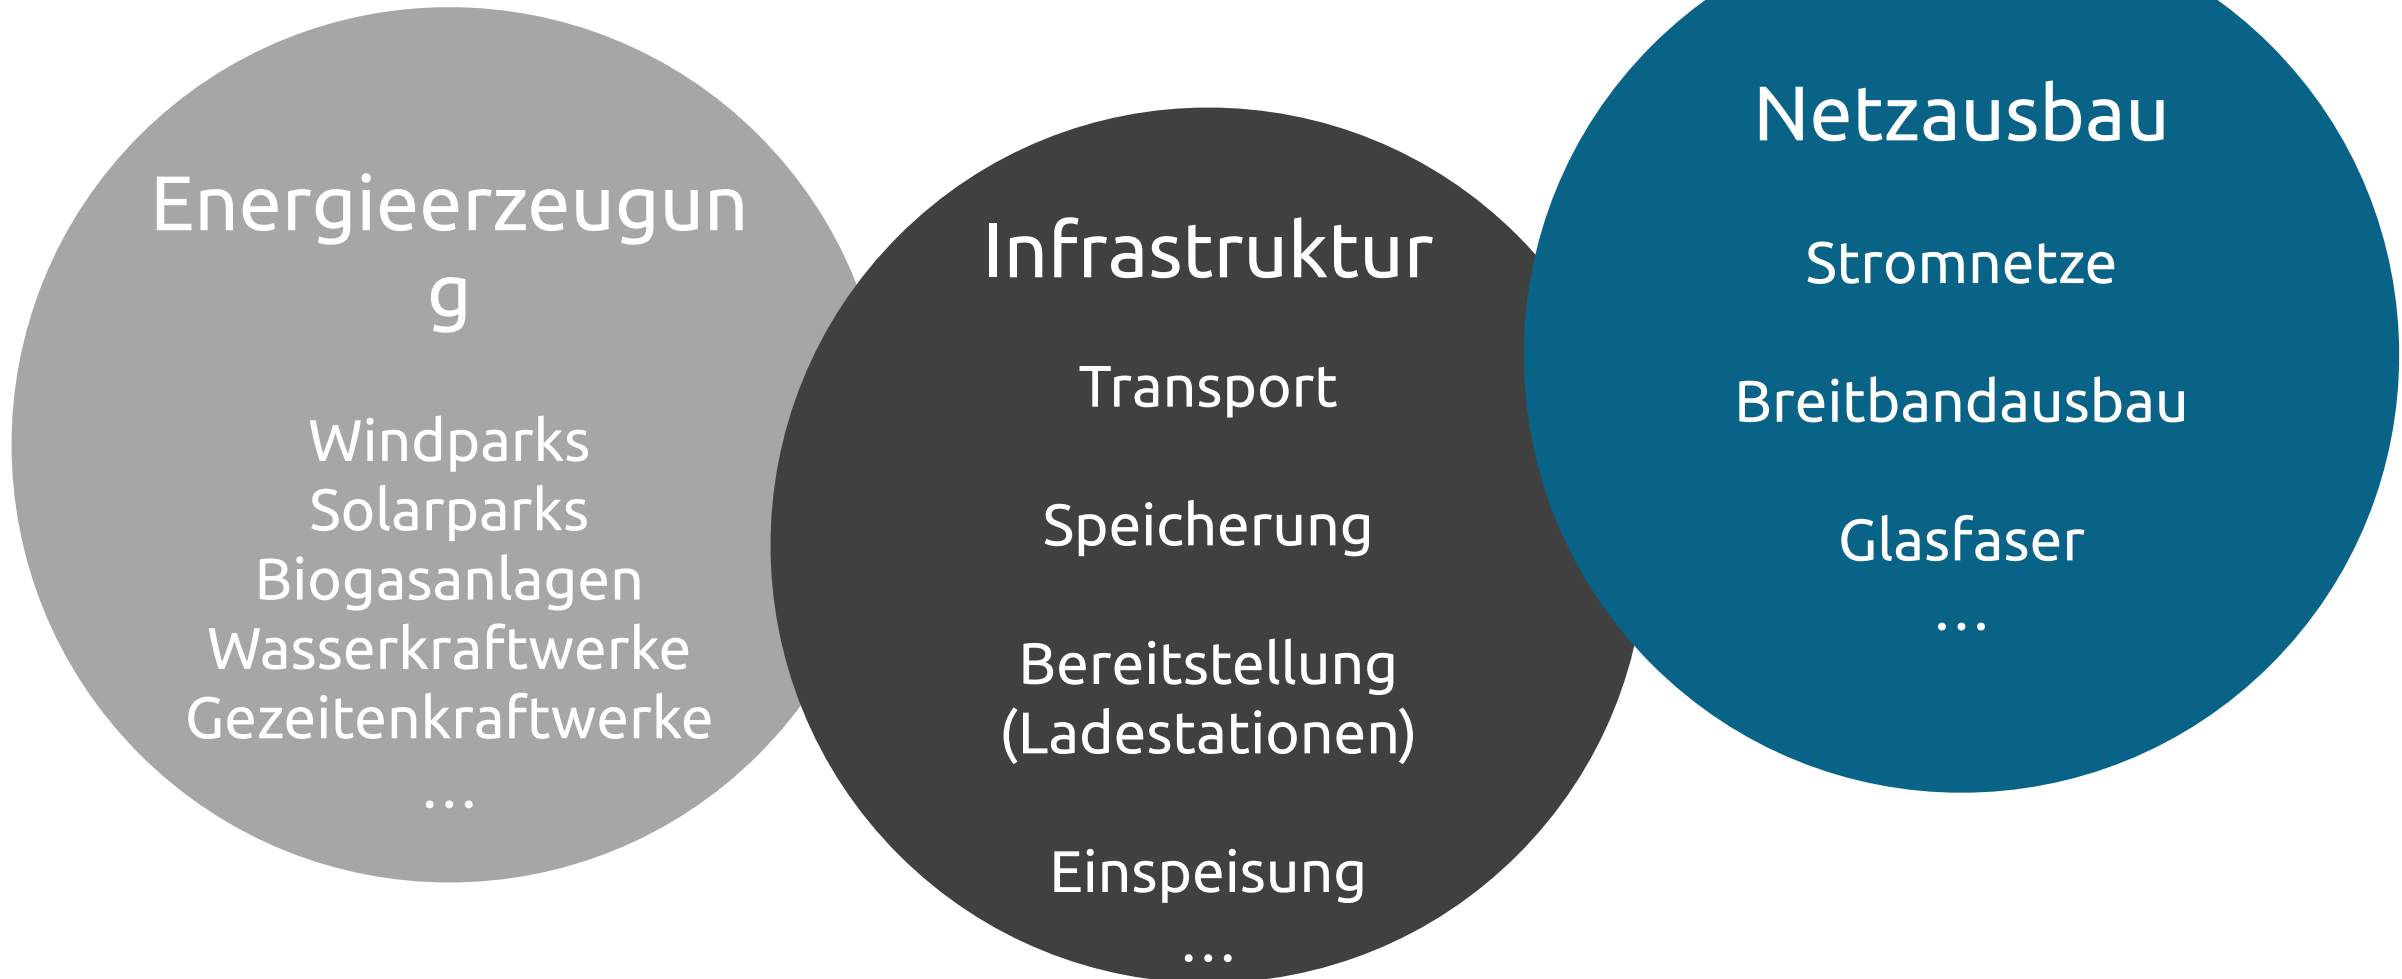 Energieerzeugun
g
Windparks
Solarparks
Biogasanlagen
Wasserkraftwerke
Gezeitenkraftwerke
…
Infrastruktur
Transport
Speicherung
Bereitstellung
(Ladestationen)
Einspeisung
…
Netzausbau
Stromnetze
Breitbandausbau
Glasfaser
…